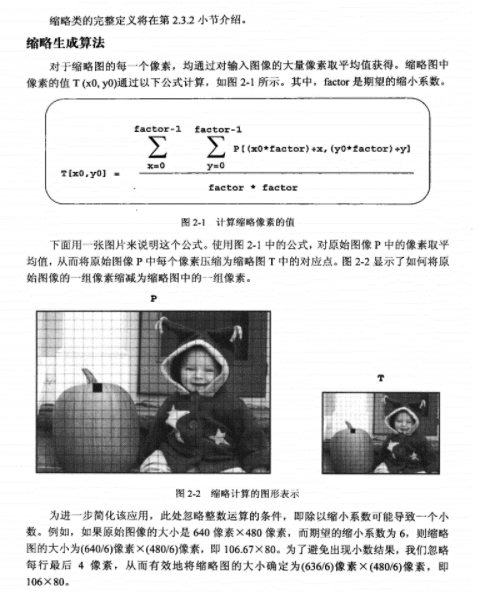 缩略类的完整定义将在第 2.3.2 小节介绍。
缩略生成算法
对于缩略图的每一个像素，均通过对输入图像的大量像素取平均值获得。缩略图中
像素的值 T (x0, y0)通过以下公式计算，如图 2-1 所示。其中，factor 是期望的缩小系数。
factor-1 factor-1
∑ ∑ P[(x0*factor)+x,(y0*factor)+y]
x=0 y=0
T[x0,y0] =
factor * factor
图 2-1 计算缩略像素的值
下面用一张图片来说明这个公式。使用图 2-1 中的公式，对原始图像 P 中的像素取平
均值，从而将原始图像 P 中每个像素压缩为缩略图 T 中的对应点。图 2-2 显示了如何将原
始图像的一组像素缩减为缩略图中的一组像素。
P
T
图 2-2 缩略计算的图形表示
为进一步简化该应用，此处忽略整数运算的条件，即除以缩小系数可能导致一个小
数。例如，如果原始图像的大小是 640 像素×480 像素，而期望的缩小系数为 6，则缩略
图的大小为(640/6)像素×(480/6)像素，即 106.67×80。为了避免出现小数结果，我们忽略
每行最后 4 像素，从而有效地将缩略图的大小确定为(636/6)像素×(480/6)像素，即
106×80。